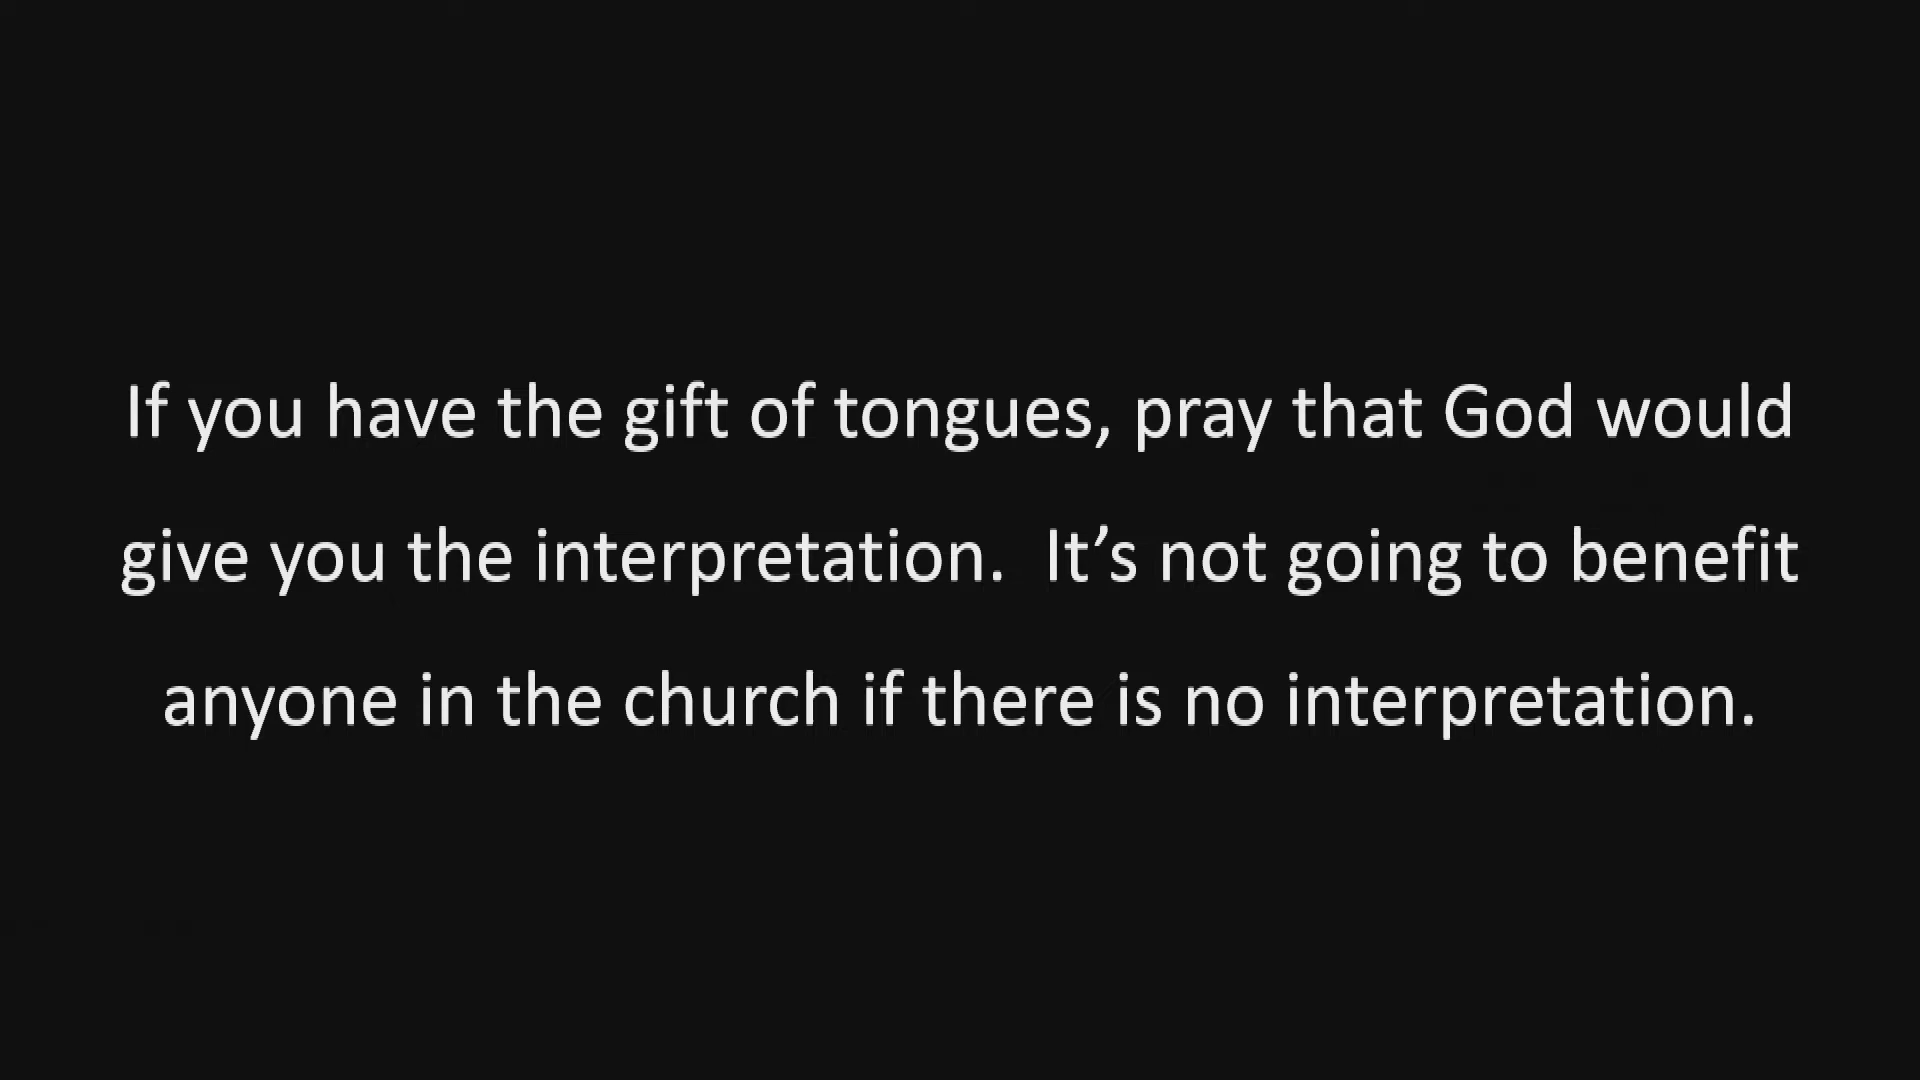 If you have the gift of tongues, pray that God would
give you the interpretation.  It’s not going to benefit
anyone in the church if there is no interpretation.